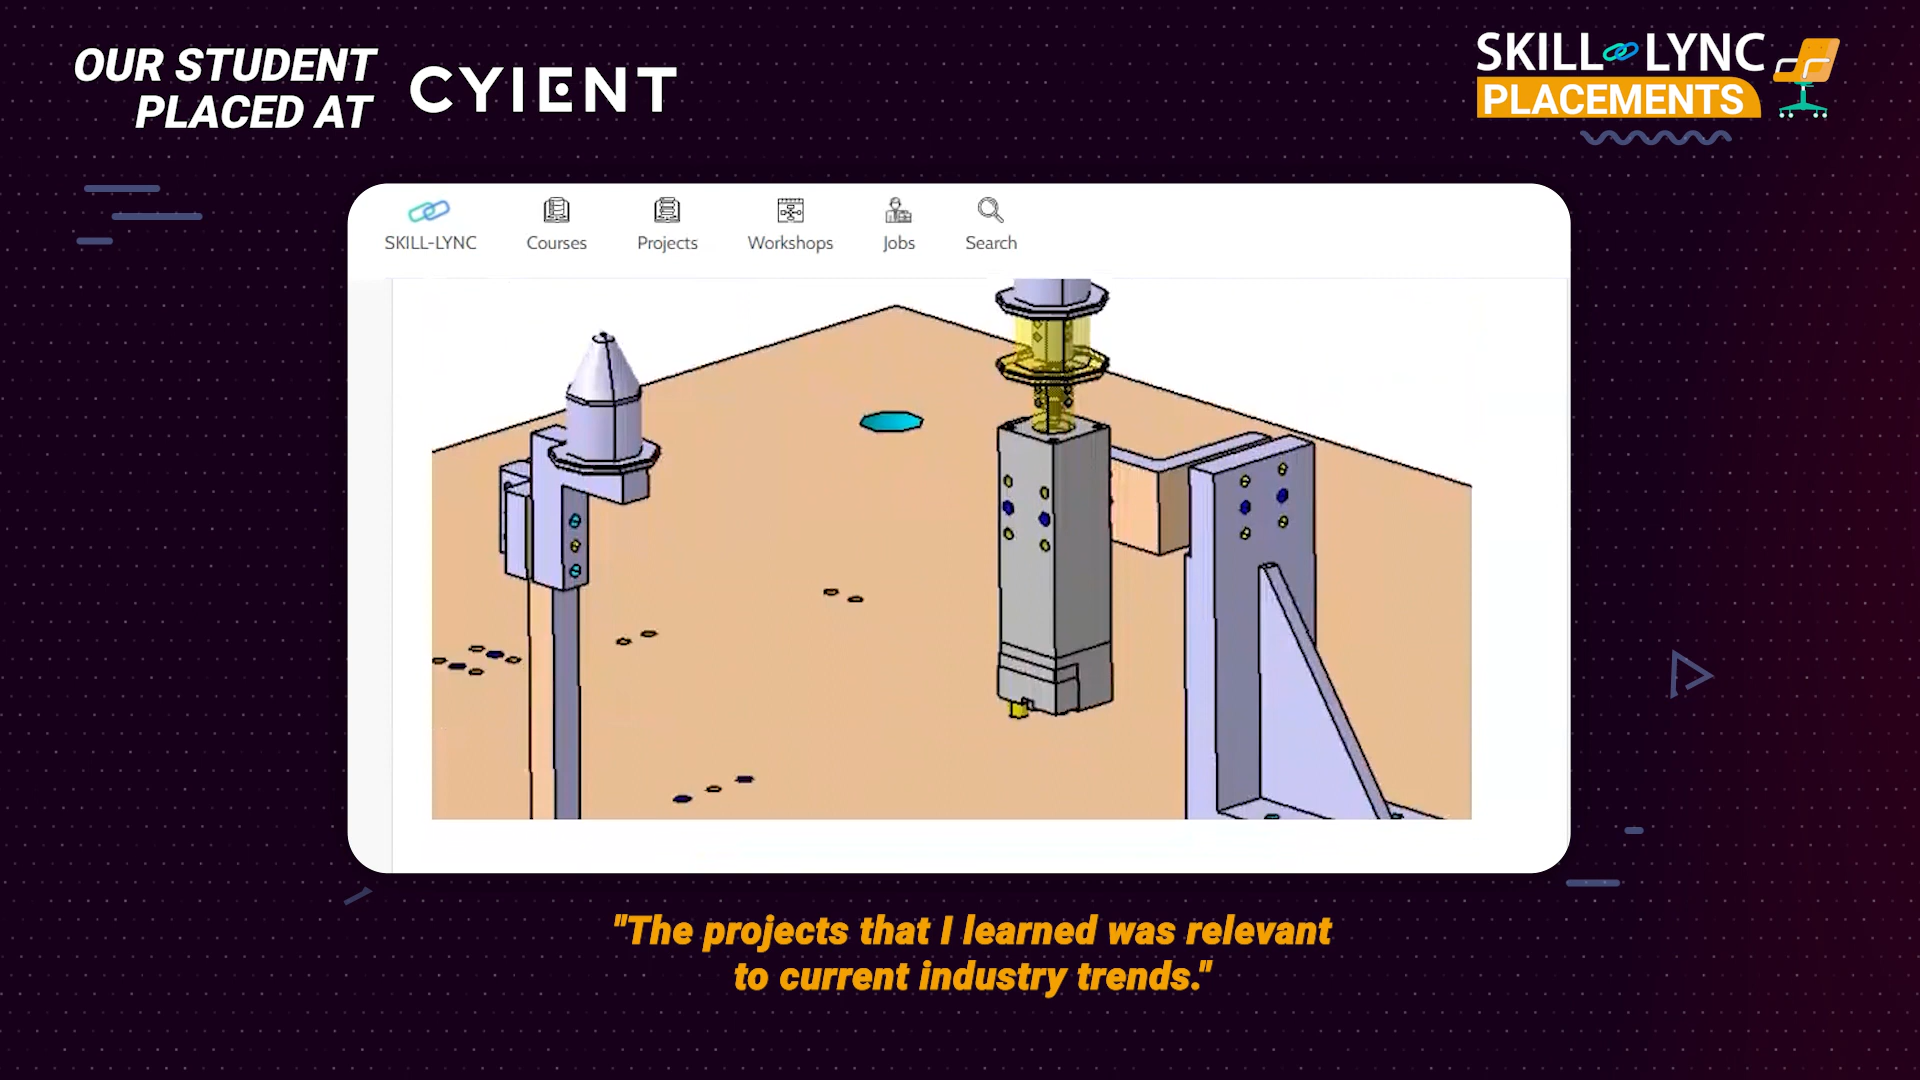 OUR STUDENT
PLACED AT
CYIENT
SKILL LYNC
PLACEMENTS
SKILL-LYNC
Courses
Projects
Workshops
Jobs
Search
"The projects that I learned was relevant
to current industry trends."